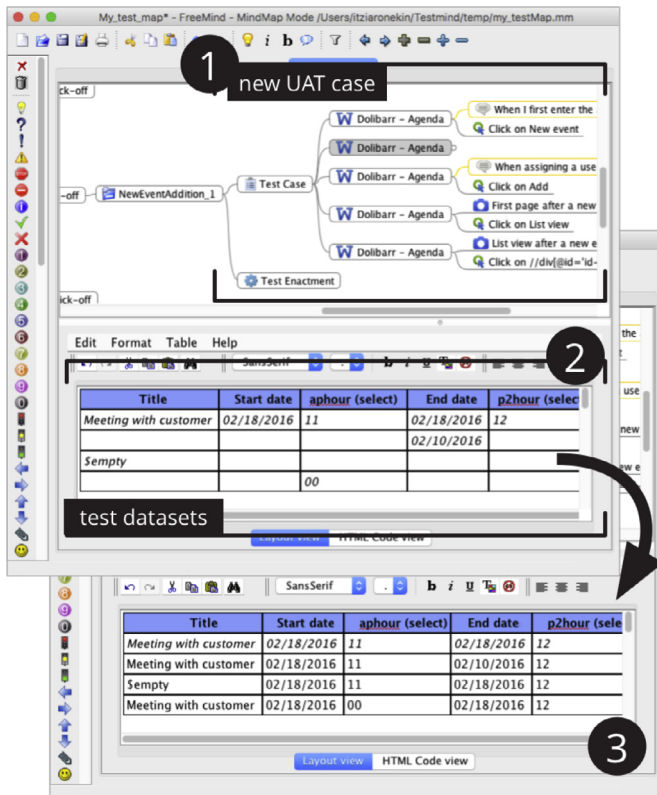 My_test_map* - FreeMind - MindMap Mode /Users/itziaronekin/Testmind/temp/my_testMap.mm
1
new UAT case
ck-off
When I first enter the
Dolibarr - Agenda
Click on New event
Dolibarr - Agenda
When assigning a use
Test Case
Dolibarr - Agenda
Click on Add
-off
NewEventAddition_1
First page after a new
Dolibarr - Agenda
Click on List view
List view after a new e
Dolibarr - Agenda
Click on //div[@id='id-
Test Enactment
ick-off
the
t
use
new
ew e
Edit Format Table Help
2
SansSerif . b i U
Title Start date aphour (select) End date p2hour (select
Meeting with customer 02/18/2016 11 02/18/2016 12
02/10/2016
$empty
00
test datasets
Layout view HTML Code view
SansSerif . b i U
Title Start date aphour (select) End date p2hour (sele
Meeting with customer 02/18/2016 11 02/18/2016 12
Meeting with customer 02/18/2016 11 02/10/2016 12
$empty 02/18/2016 11 02/18/2016 12
Meeting with customer 02/18/2016 00 02/18/2016 12
3
Layout view HTML Code view